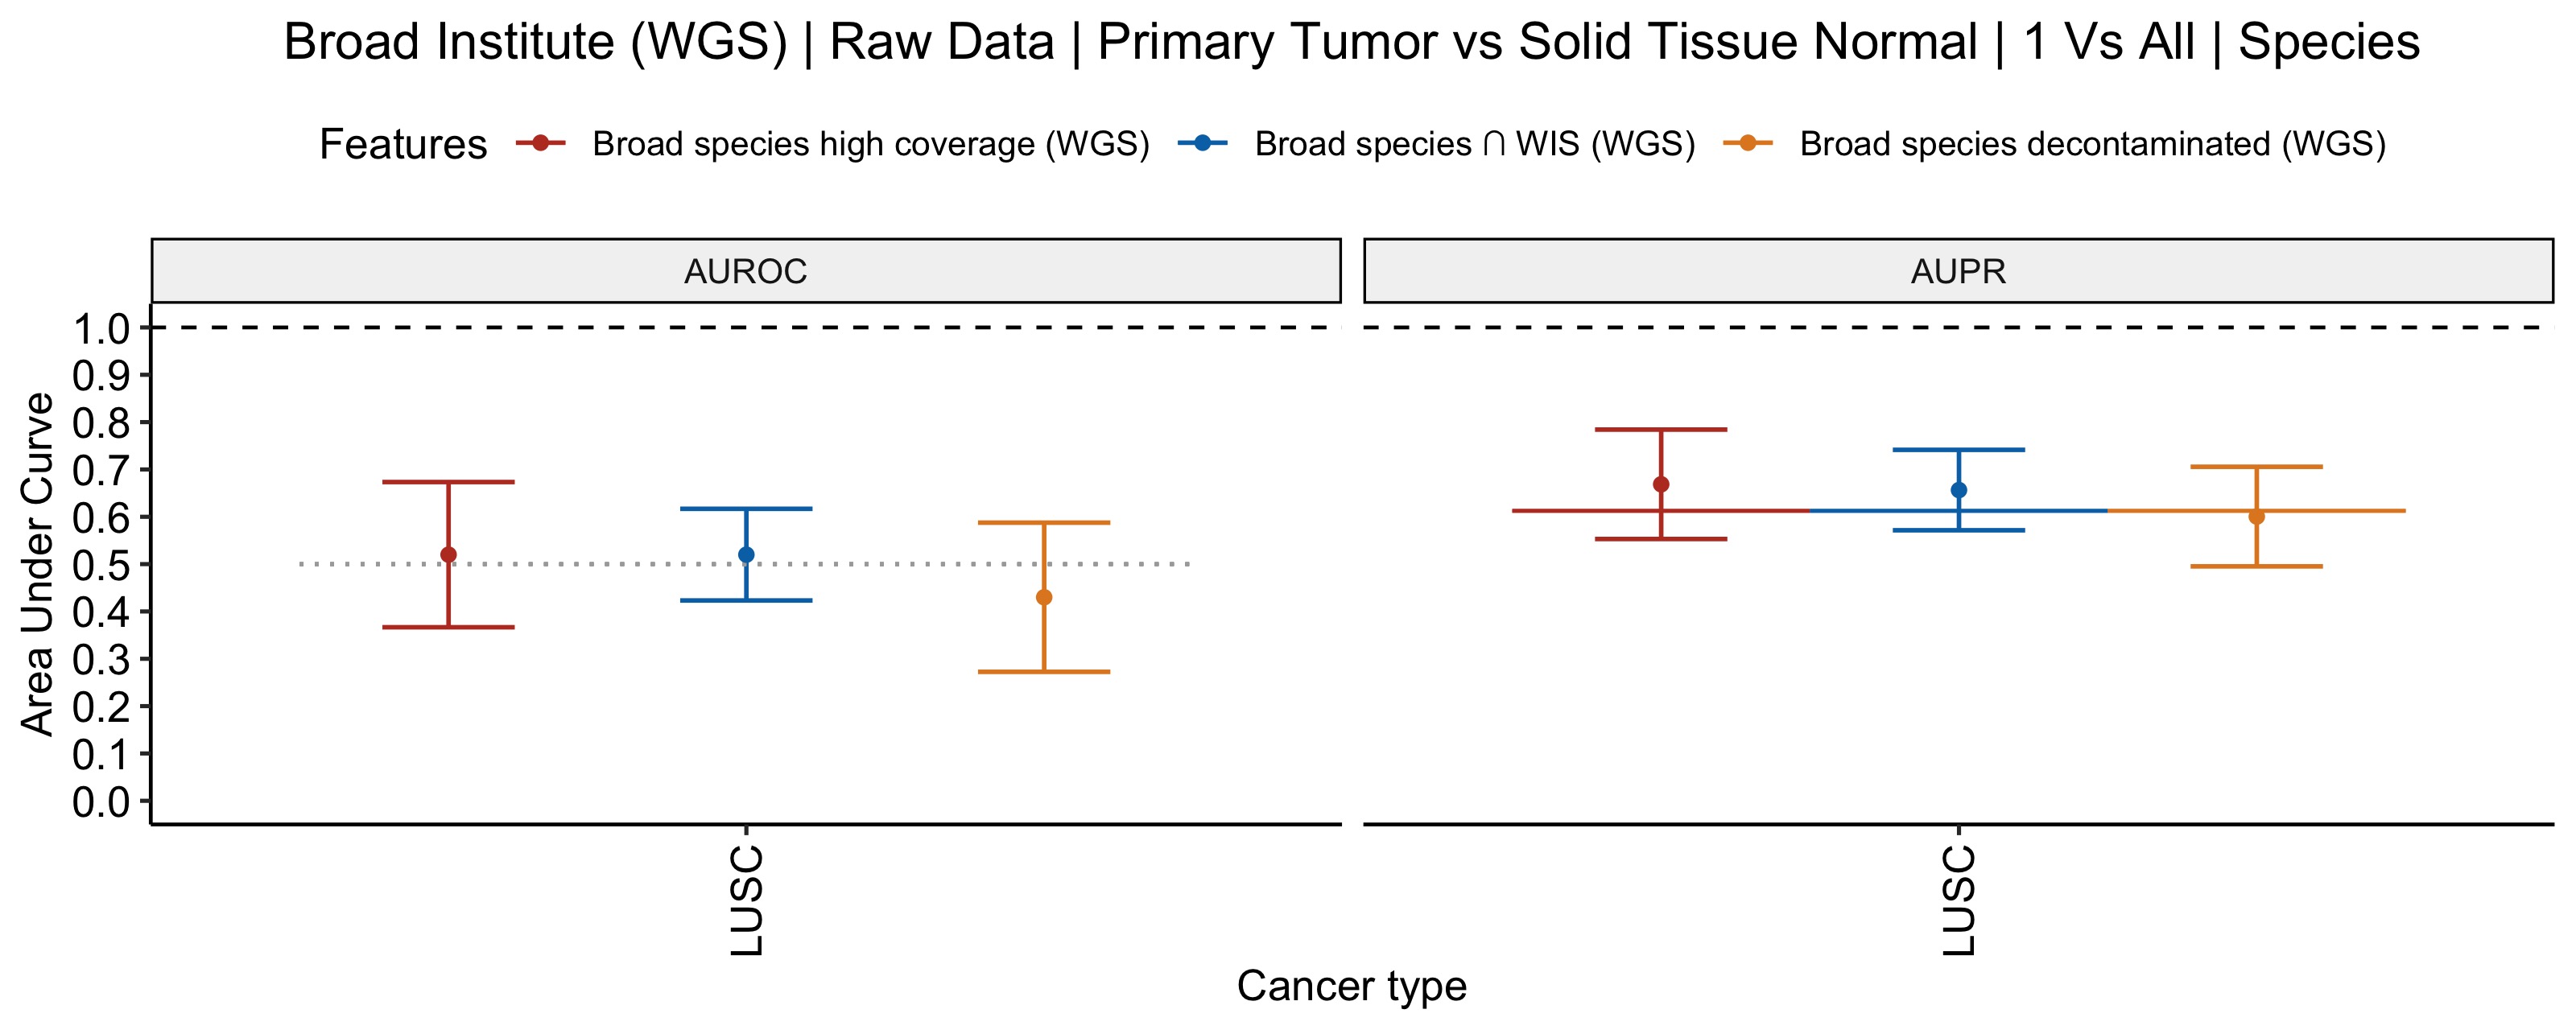 Broad Institute (WGS) | Raw Data | Primary Tumor vs Solid Tissue Normal | 1 Vs All | Species
Features Broad species high coverage (WGS) Broad species ∩ WIS (WGS) Broad species decontaminated (WGS)
AUROC AUPR
Area Under Curve
1.0
0.9
0.8
0.7
0.6
0.5
0.4
0.3
0.2
0.1
0.0
LUSC LUSC
Cancer type